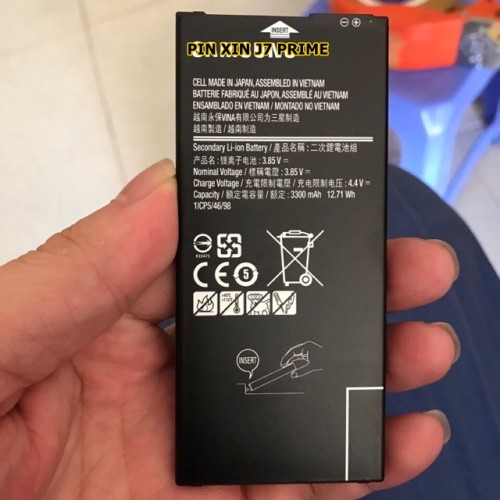 INSERT
PIN XIN J7 PRIME
CELL MADE IN JAPAN, ASSEMBLED IN VIETNAM
BATTERIE FABRIQUÉ AU JAPON, ASSEMBLÉ AU VIETNAM
ENSAMBLADO EN VIETNAM / MONTADO NO VIETNAM
越南永保VINA有限公司为三星制造
越南製造 / 越南制造
Secondary Li-ion Battery / 產品名稱 : 二次鋰電池組
产品名 : 锂离子电池 : 3.85 V ⎓
Nominal Voltage / 標稱電壓 : 3.85 V ⎓
Charge Voltage / 充電限制電壓 / 充电限制电压 : 4.4 V ⎓
Capacity / 額定電容量 / 额定 : 3300 mAh 12.71 Wh
1ICP5/46/98
CE
5
INSERT